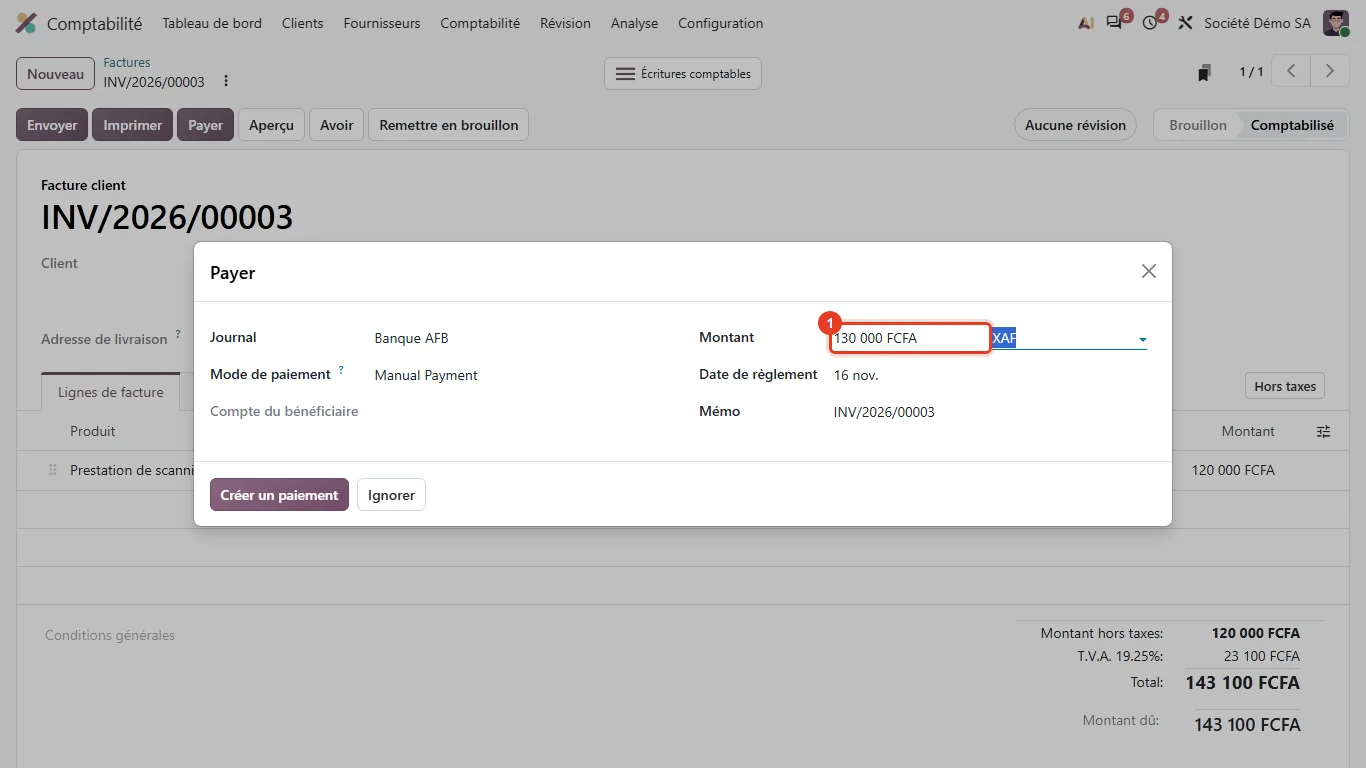 Comptabilité Tableau de bord Clients Fournisseurs Comptabilité Révision Analyse Configuration AI 6 4 Société Démo SA
Nouveau Factures
INV/2026/00003 Écritures comptables 1 / 1
Envoyer Imprimer Payer Aperçu Avoir Remettre en brouillon Aucune révision Brouillon Comptabilisé
Facture client
INV/2026/00003
Client
Adresse de livraison ?
Payer
1
Journal Banque AFB Montant 130 000 FCFA XAF
Mode de paiement ? Manual Payment Date de règlement 16 nov.
Compte du bénéficiaire Mémo INV/2026/00003
Créer un paiement Ignorer
Lignes de facture Hors taxes
Produit Montant
Prestation de scanni 120 000 FCFA
Conditions générales
Montant hors taxes: 120 000 FCFA
T.V.A. 19.25%: 23 100 FCFA
Total: 143 100 FCFA
Montant dû: 143 100 FCFA